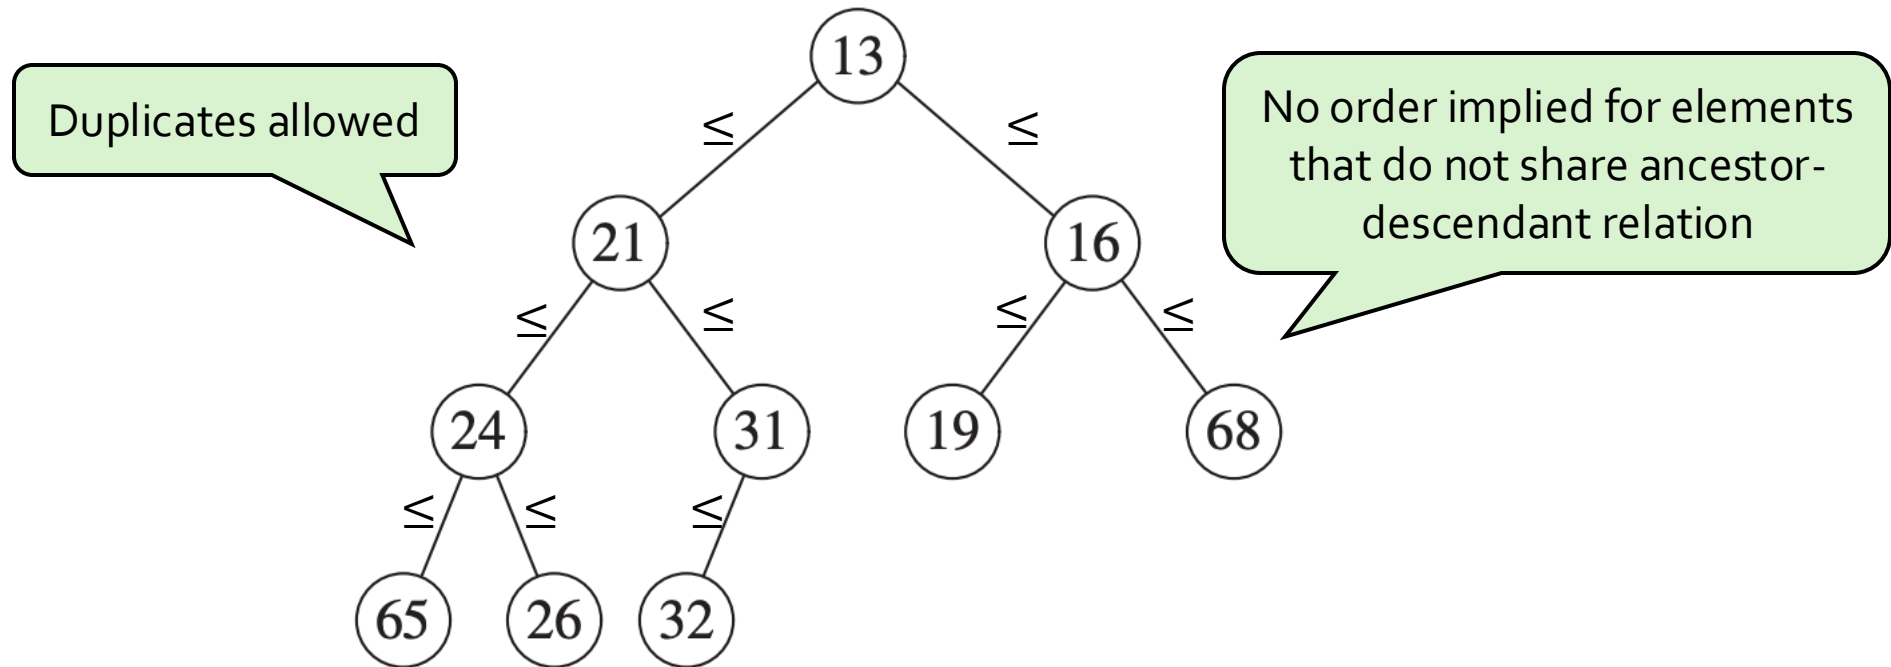 13
Duplicates allowed
No order implied for elements
that do not share ancestor-
descendant relation
≤ ≤
21 16
≤ ≤ ≤ ≤
24 31 19 68
≤ ≤ ≤
65 26 32